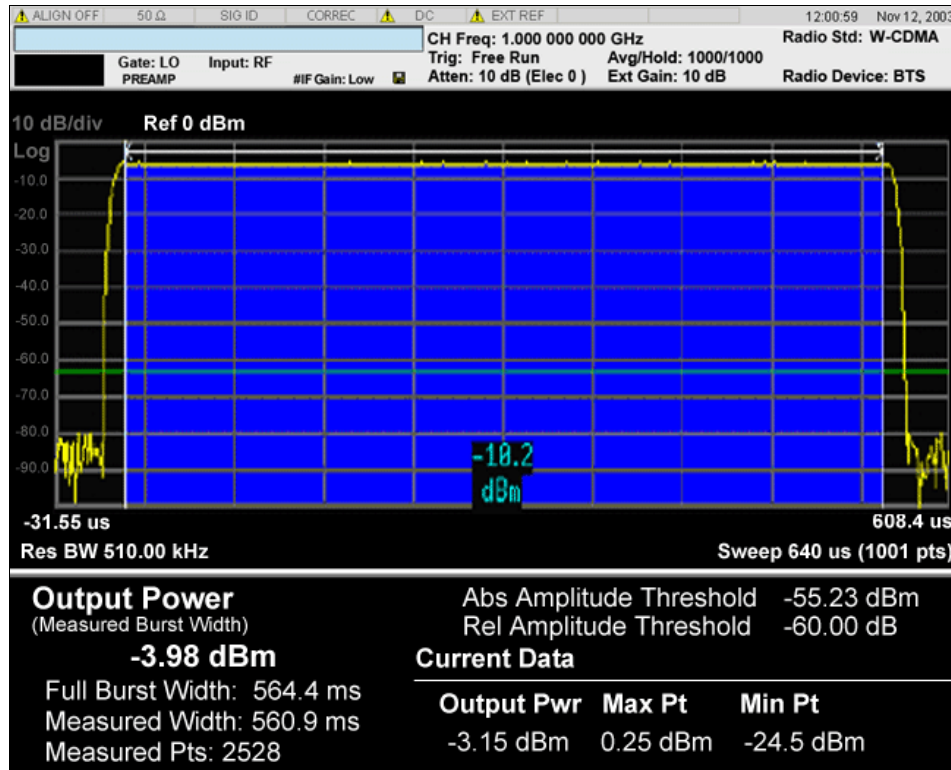 ALIGN OFF 50 Ω SIG ID CORREC DC EXT REF 12:00:59 Nov 12, 2003
CH Freq: 1.000 000 000 GHz Radio Std: W-CDMA
Gate: LO Input: RF Trig: Free Run Avg/Hold: 1000/1000
PREAMP #IF Gain: Low Atten: 10 dB (Elec 0 ) Ext Gain: 10 dB Radio Device: BTS
10 dB/div Ref 0 dBm
Log
-10.0
-20.0
-30.0
-40.0
-50.0
-60.0
-70.0
-80.0
-90.0
-10.2
dBm
-31.55 us 608.4 us
Res BW 510.00 kHz Sweep 640 us (1001 pts)
Output Power Abs Amplitude Threshold -55.23 dBm
(Measured Burst Width) Rel Amplitude Threshold -60.00 dB
-3.98 dBm Current Data
Full Burst Width: 564.4 ms Output Pwr Max Pt Min Pt
Measured Width: 560.9 ms -3.15 dBm 0.25 dBm -24.5 dBm
Measured Pts: 2528